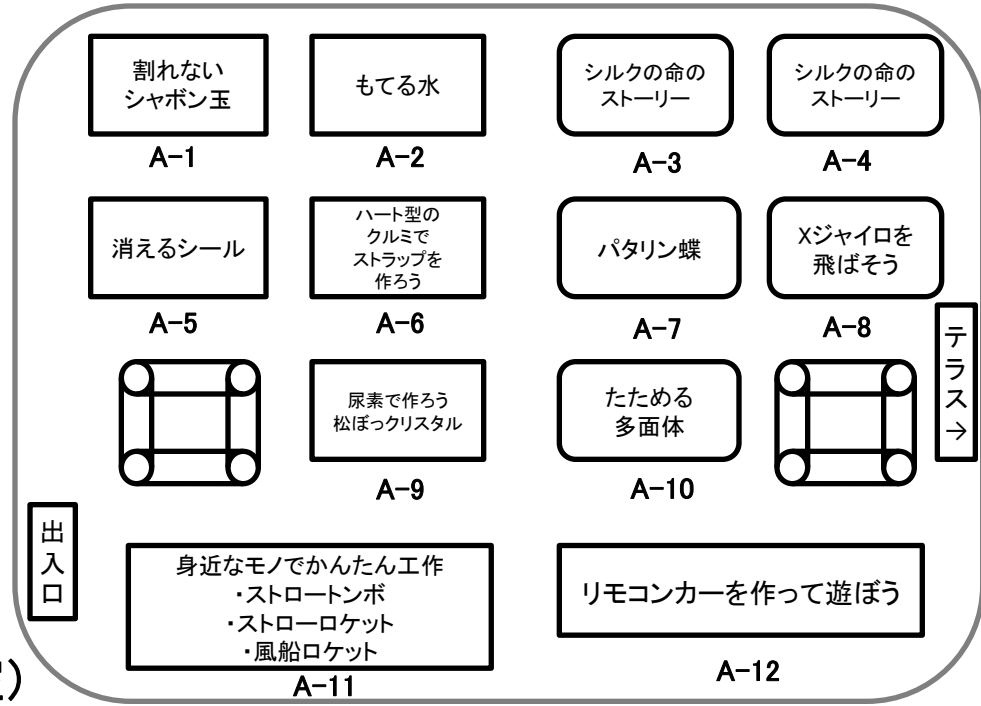 割れない
シャボン玉
A-1
もてる水
A-2
シルクの命の
ストーリー
A-3
シルクの命の
ストーリー
A-4
消えるシール
A-5
ハート型の
クルミで
ストラップを
作ろう
A-6
パタリン蝶
A-7
Xジャイロを
飛ばそう
A-8
テラス→
尿素で作ろう
松ぼっクリスタル
A-9
たためる
多面体
A-10
出入口
身近なモノでかんたん工作
・ストロートンボ
・ストローロケット
・風船ロケット
A-11
リモコンカーを作って遊ぼう
A-12
)